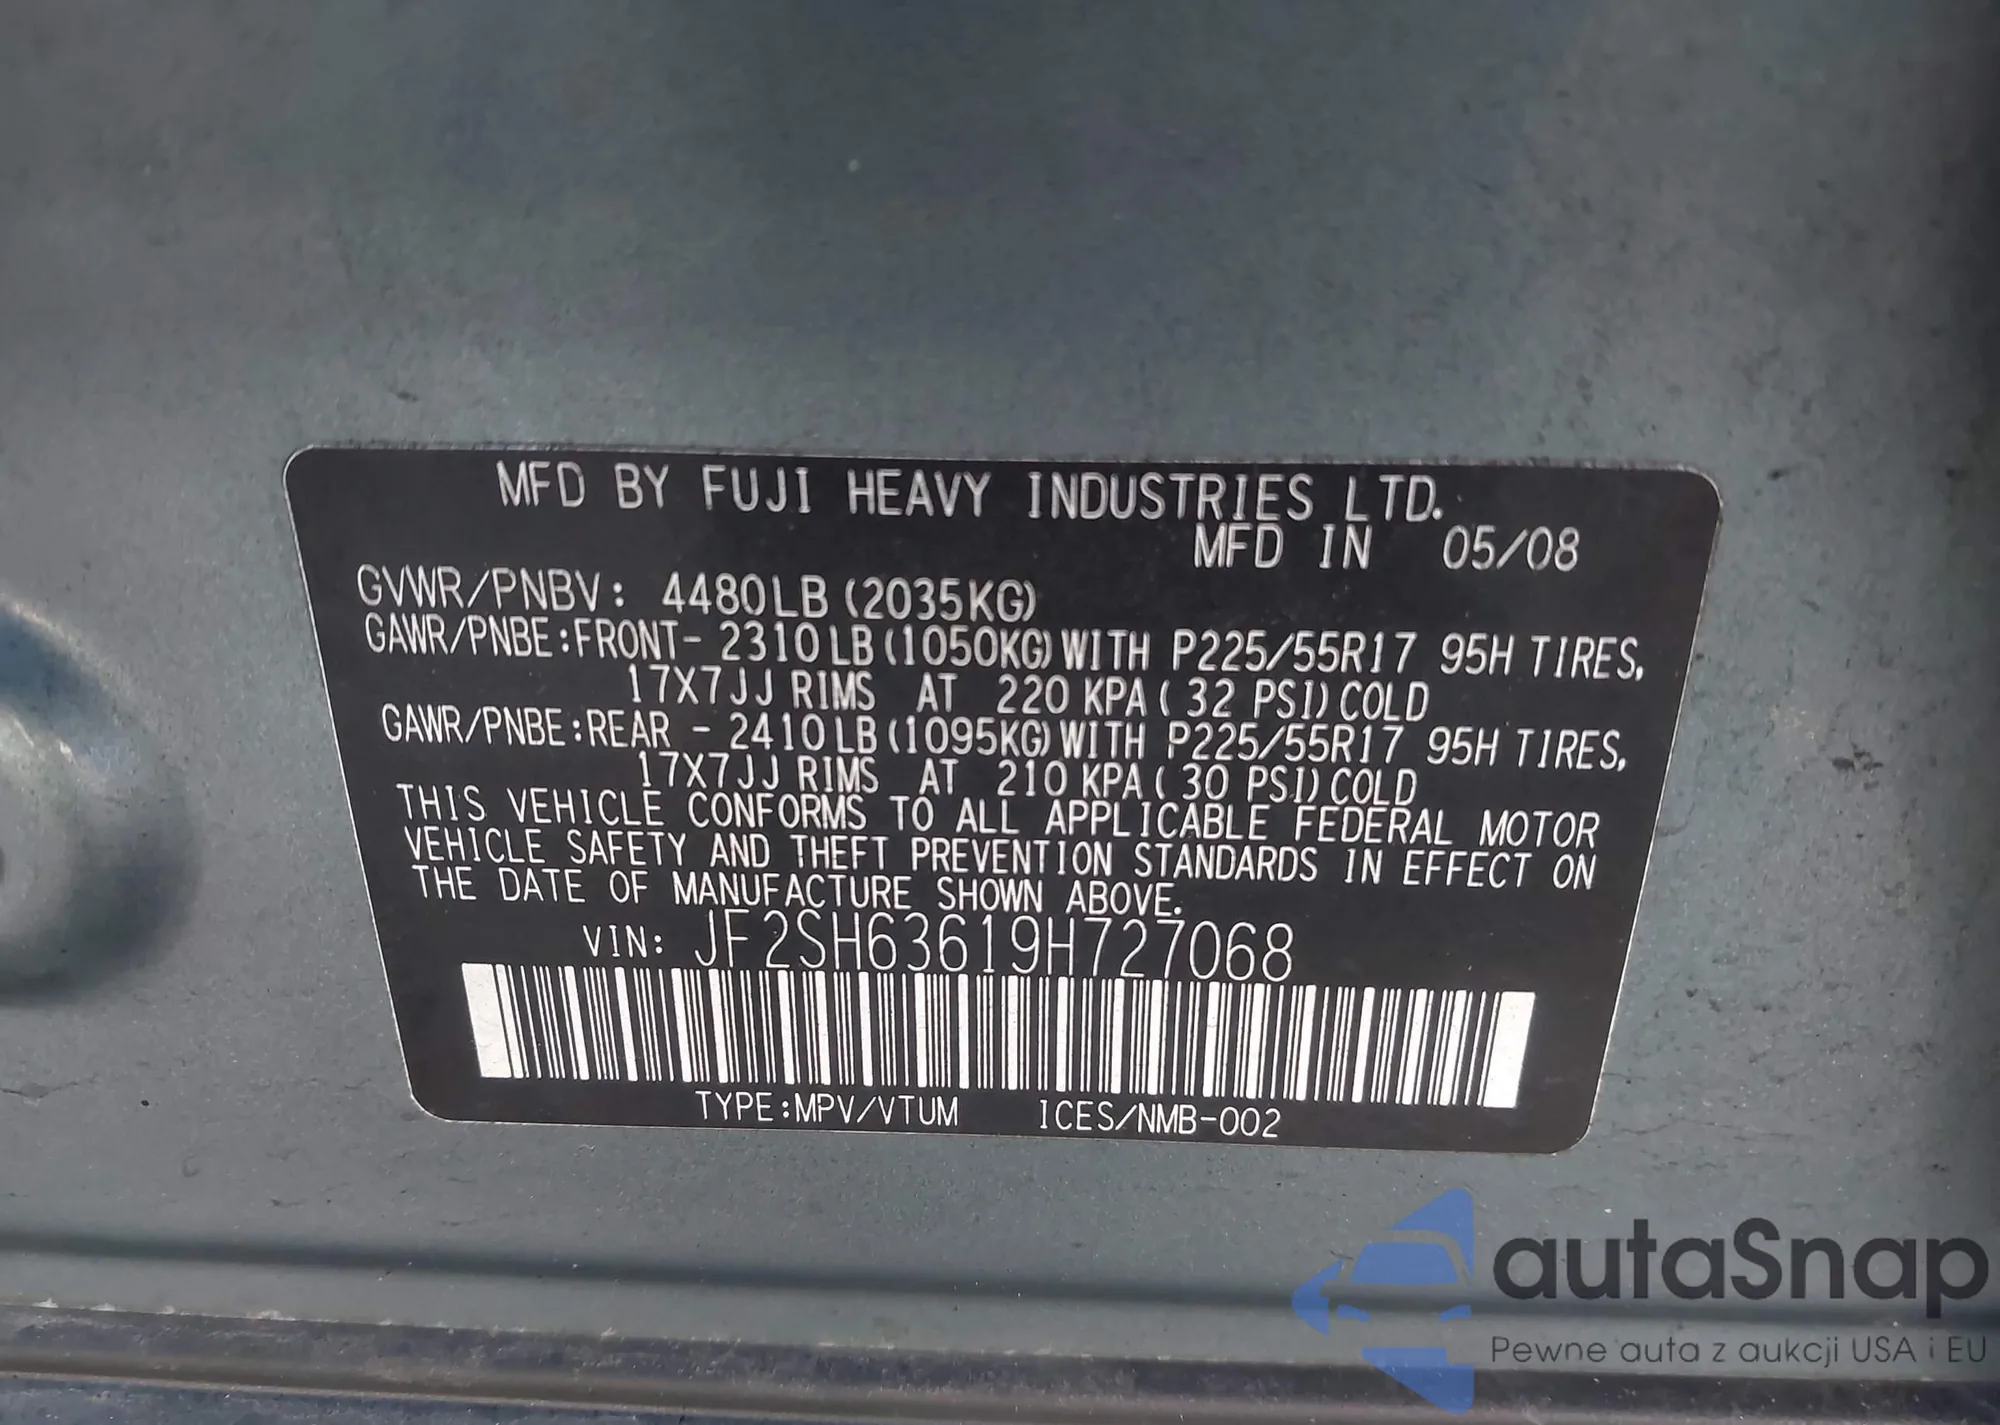 MFD BY FUJI HEAVY INDUSTRIES LTD.
MFD IN 05/08
GVWR/PNBV: 4480LB (2035KG)
GAWR/PNBE:FRONT- 2310LB(1050KG)WITH P225/55R17 95H TIRES,
17X7JJ RIMS AT 220 KPA( 32 PSI)COLD
GAWR/PNBE:REAR - 2410LB(1095KG)WITH P225/55R17 95H TIRES,
17X7JJ RIMS AT 210 KPA( 30 PSI)COLD
THIS VEHICLE CONFORMS TO ALL APPLICABLE FEDERAL MOTOR
VEHICLE SAFETY AND THEFT PREVENTION STANDARDS IN EFFECT ON
THE DATE OF MANUFACTURE SHOWN ABOVE.
VIN: JF2SH63619H727068
TYPE:MPV/VTUM ICES/NMB-002
autaSnap
Pewne auta z aukcji USA i EU